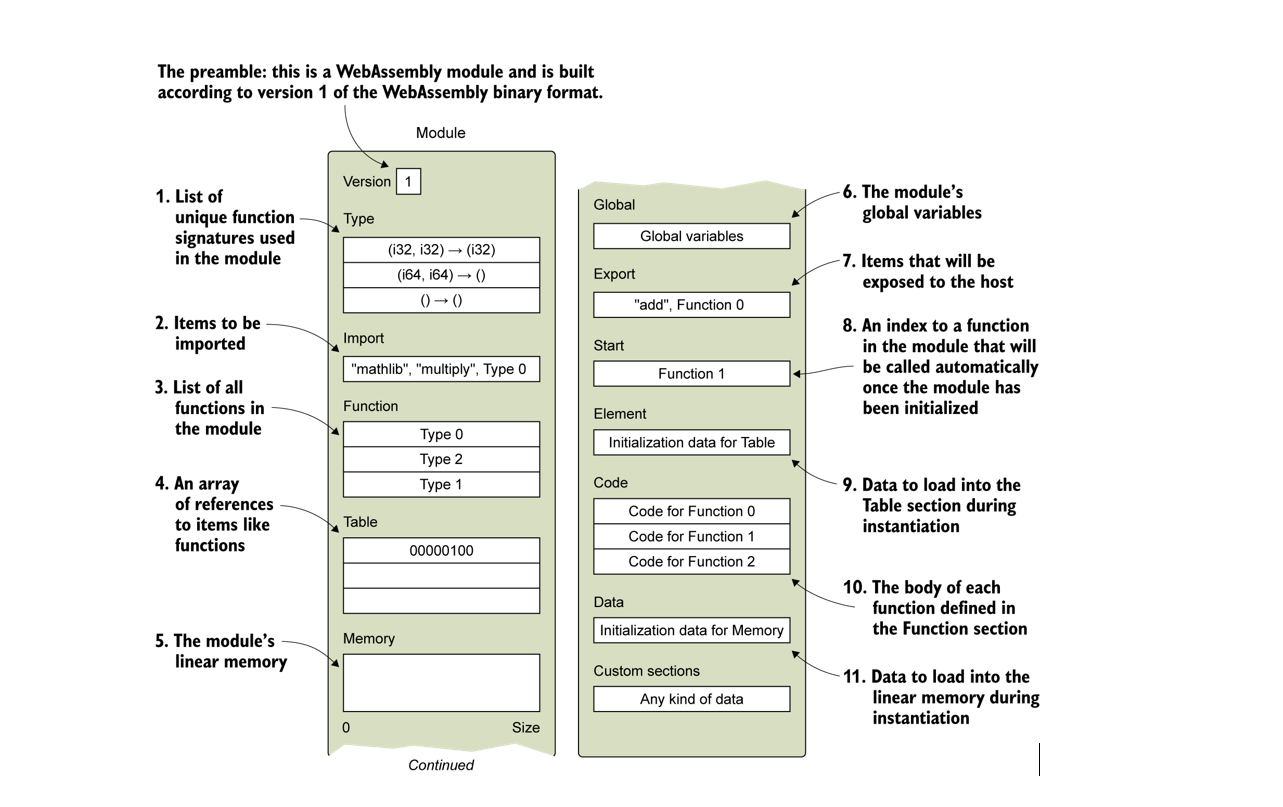 The preamble: this is a WebAssembly module and is built
according to version 1 of the WebAssembly binary format.
Module
Version 1
1. List of
unique function
signatures used
in the module
Type
(i32, i32) → (i32)
(i64, i64) → ()
() → ()
2. Items to be
imported
Import
"mathlib", "multiply", Type 0
3. List of all
functions in
the module
Function
Type 0
Type 2
Type 1
4. An array
of references
to items like
functions
Table
00000100
5. The module’s
linear memory
Memory
0 Size
Continued
Global
Global variables
6. The module’s
global variables
Export
"add", Function 0
7. Items that will be
exposed to the host
Start
Function 1
8. An index to a function
in the module that will
be called automatically
once the module has
been initialized
Element
Initialization data for Table
9. Data to load into the
Table section during
instantiation
Code
Code for Function 0
Code for Function 1
Code for Function 2
10. The body of each
function defined in
the Function section
Data
Initialization data for Memory
11. Data to load into the
linear memory during
instantiation
Custom sections
Any kind of data